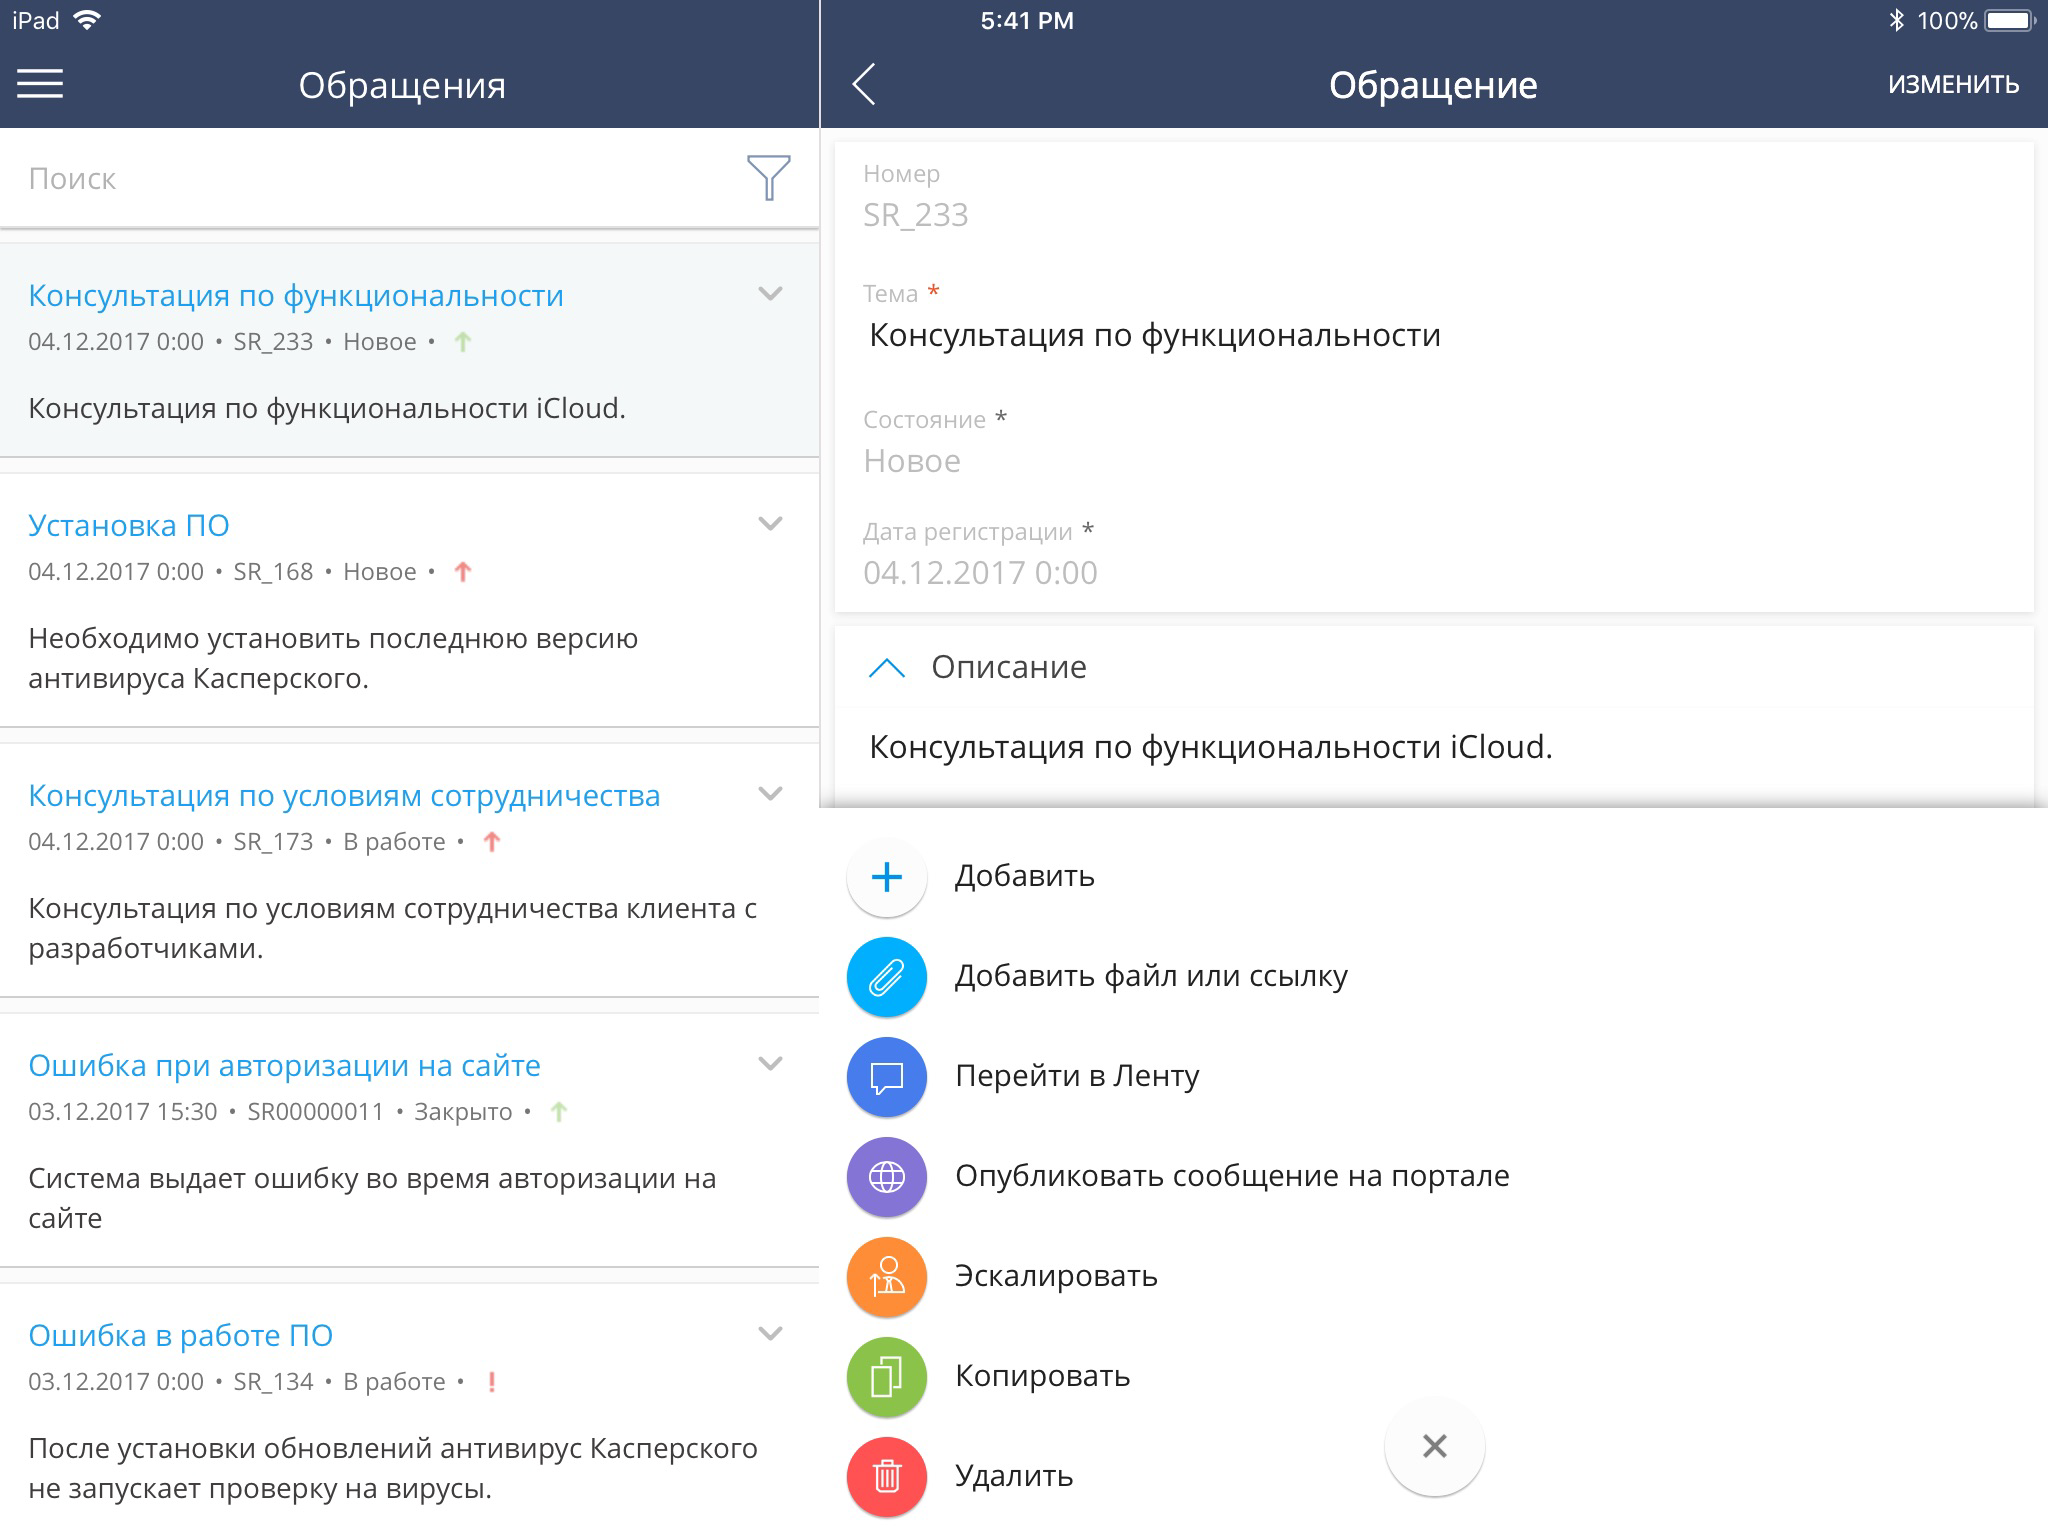 iPad
5:41 PM
100%
Обращения
Поиск
Консультация по функциональности
04.12.2017 0:00 • SR_233 • Новое •
Консультация по функциональности iCloud.
Установка ПО
04.12.2017 0:00 • SR_168 • Новое •
Необходимо установить последнюю версию
антивируса Касперского.
Консультация по условиям сотрудничества
04.12.2017 0:00 • SR_173 • В работе •
Консультация по условиям сотрудничества клиента с
разработчиками.
Ошибка при авторизации на сайте
03.12.2017 15:30 • SR00000011 • Закрыто •
Система выдает ошибку во время авторизации на
сайте
Ошибка в работе ПО
03.12.2017 0:00 • SR_134 • В работе • !
После установки обновлений антивирус Касперского
не запускает проверку на вирусы.
Обращение
ИЗМЕНИТЬ
Номер
SR_233
Тема *
Консультация по функциональности
Состояние *
Новое
Дата регистрации *
04.12.2017 0:00
Описание
Консультация по функциональности iCloud.
Добавить
Добавить файл или ссылку
Перейти в Ленту
Опубликовать сообщение на портале
Эскалировать
Копировать
Удалить